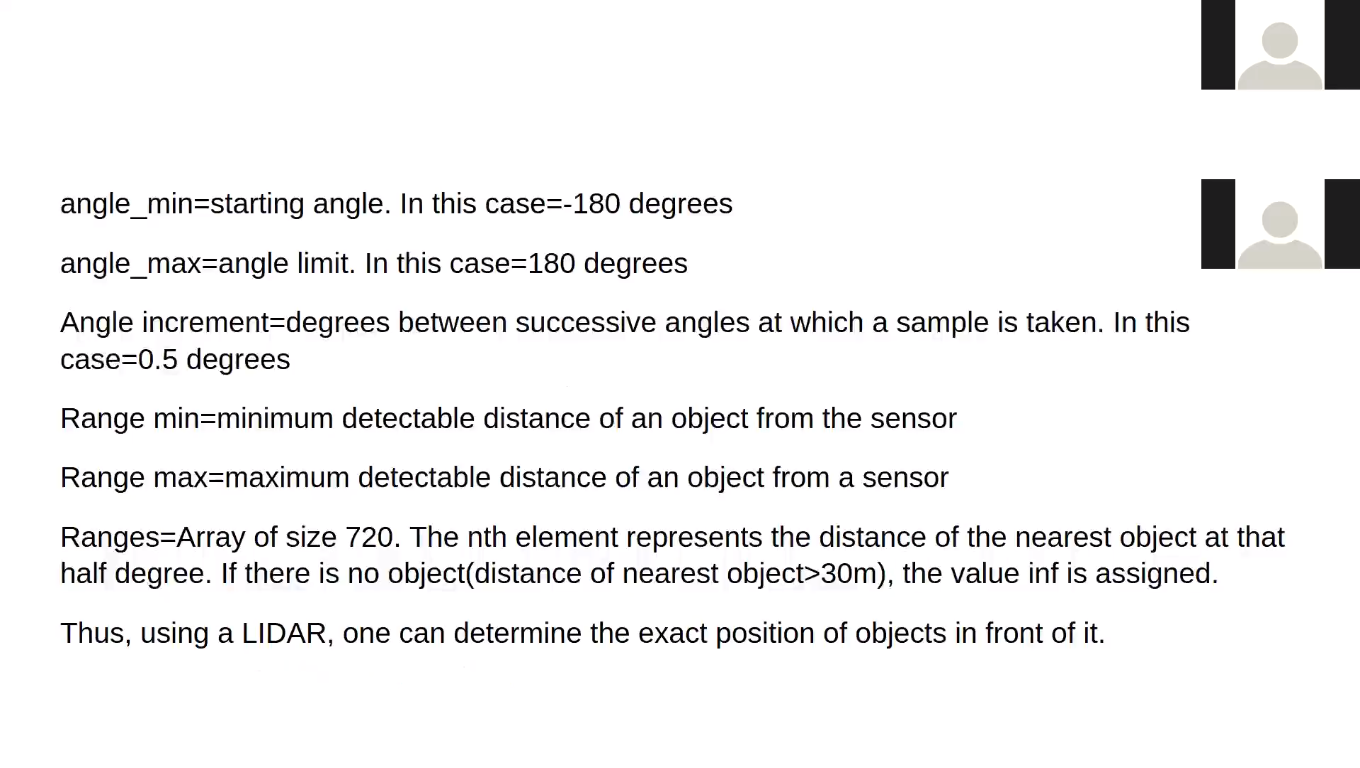 angle_min=starting angle. In this case=-180 degrees
angle_max=angle limit. In this case=180 degrees
Angle increment=degrees between successive angles at which a sample is taken. In this
case=0.5 degrees
Range min=minimum detectable distance of an object from the sensor
Range max=maximum detectable distance of an object from a sensor
Ranges=Array of size 720. The nth element represents the distance of the nearest object at that
half degree. If there is no object(distance of nearest object>30m), the value inf is assigned.
Thus, using a LIDAR, one can determine the exact position of objects in front of it.